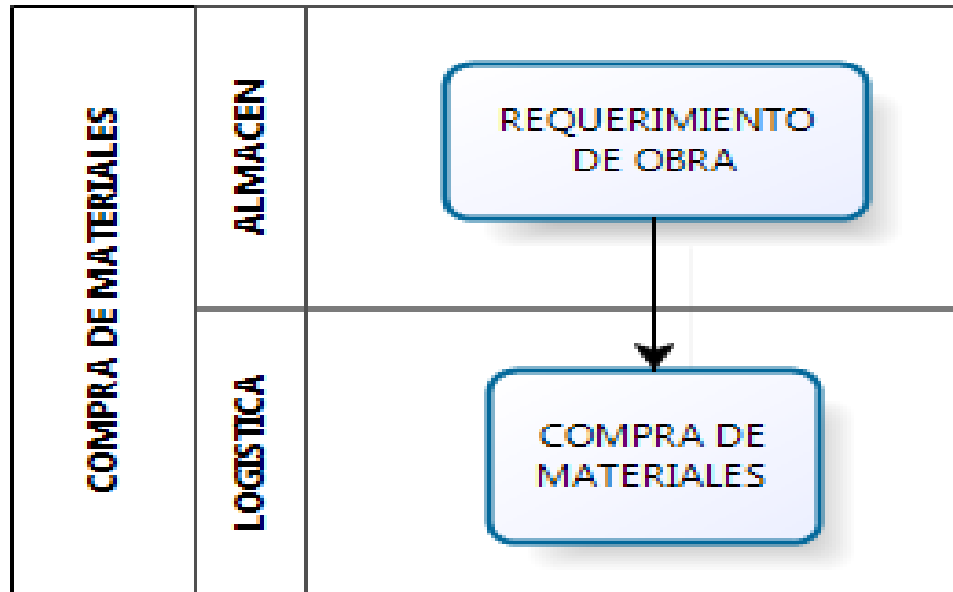 COMPRA DE MATERIALES
ALMACEN
REQUERIMIENTO
DE OBRA
LOGISTICA
COMPRA DE
MATERIALES